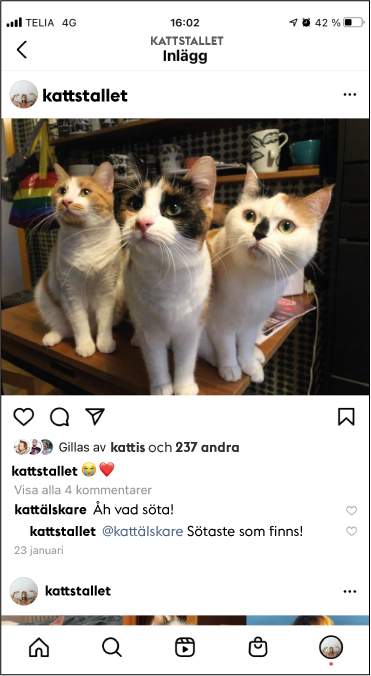 TELIA 4G 16:02 42 %
KATTSTALLET
Inlägg
kattstallet
Gillas av kattis och 237 andra
kattstallet 😭 ❤️
Visa alla 4 kommentarer
kattälskare Åh vad söta!
kattstallet @kattälskare Sötaste som finns!
23 januari
kattstallet